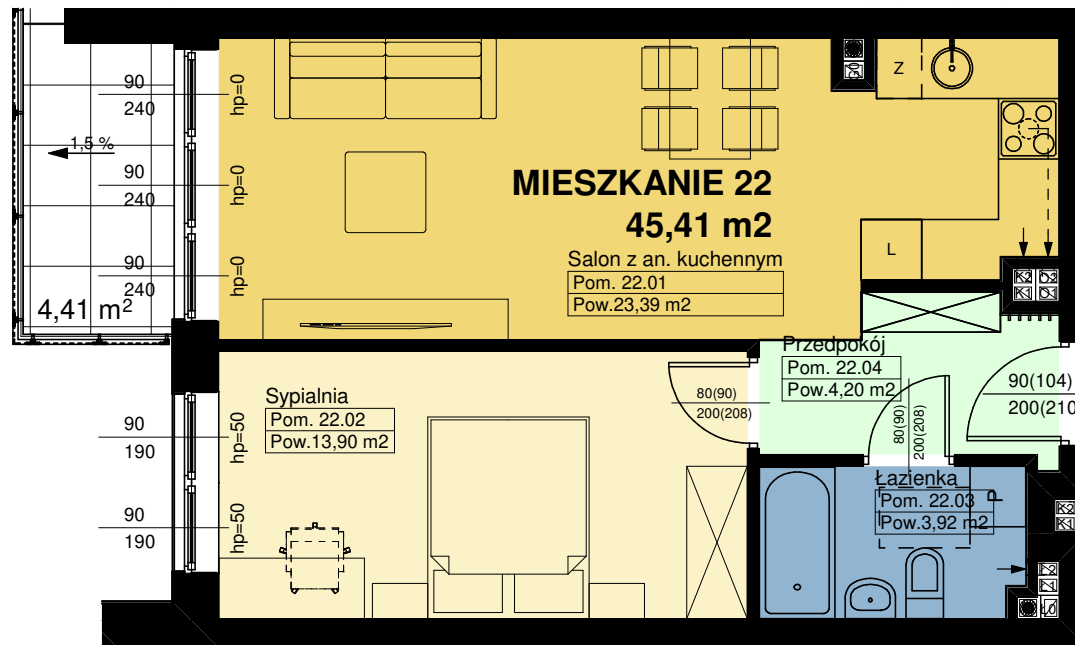 90
240
hp=0
1,5 %
90
240
hp=0
90
240
hp=0
4,41 m2
Z
MIESZKANIE 22
45,41 m2
Salon z an. kuchennym
Pom. 22.01
Pow.23,39 m2
L
K2
K1
Przedpokój
Pom. 22.04
Pow.4,20 m2
90(104)
200(210
80(90)
200(208)
80(90)
200(208)
Sypialnia
Pom. 22.02
Pow.13,90 m2
90
190
hp=50
90
190
hp=50
Łazienka
Pom. 22.03
Pow.3,92 m2
P
K2
K1